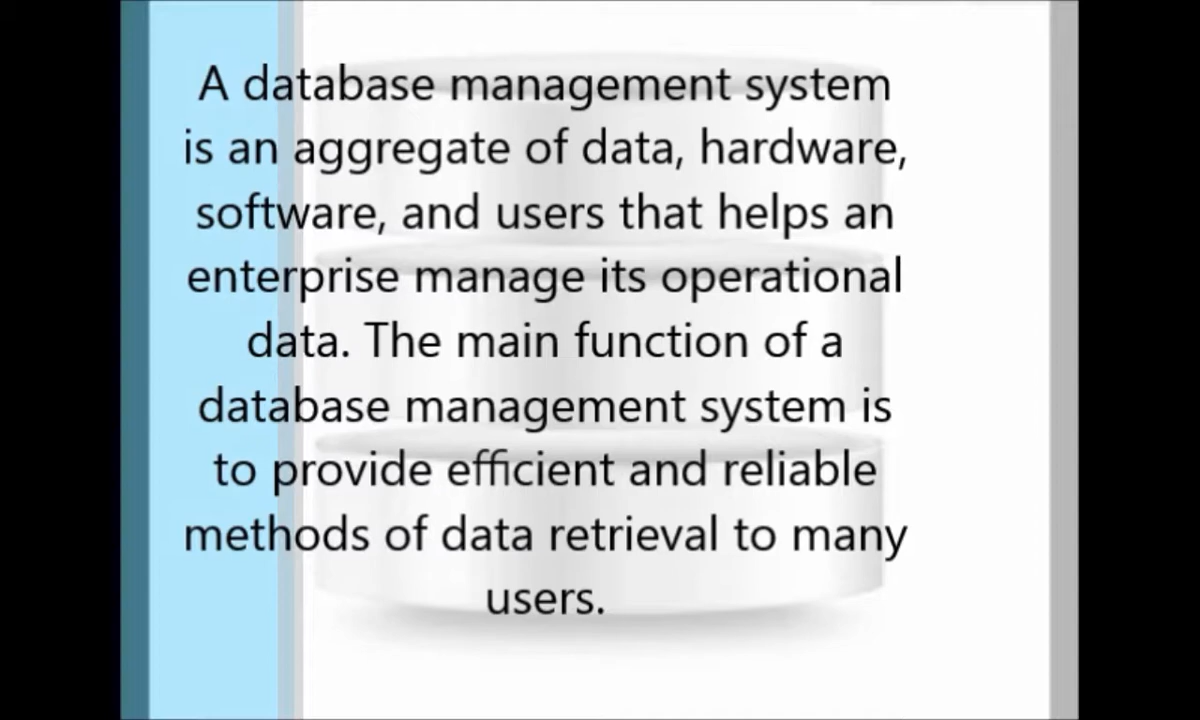 A database management system
is an aggregate of data, hardware,
software, and users that helps an
enterprise manage its operational
data. The main function of a
database management system is
to provide efficient and reliable
methods of data retrieval to many
users.